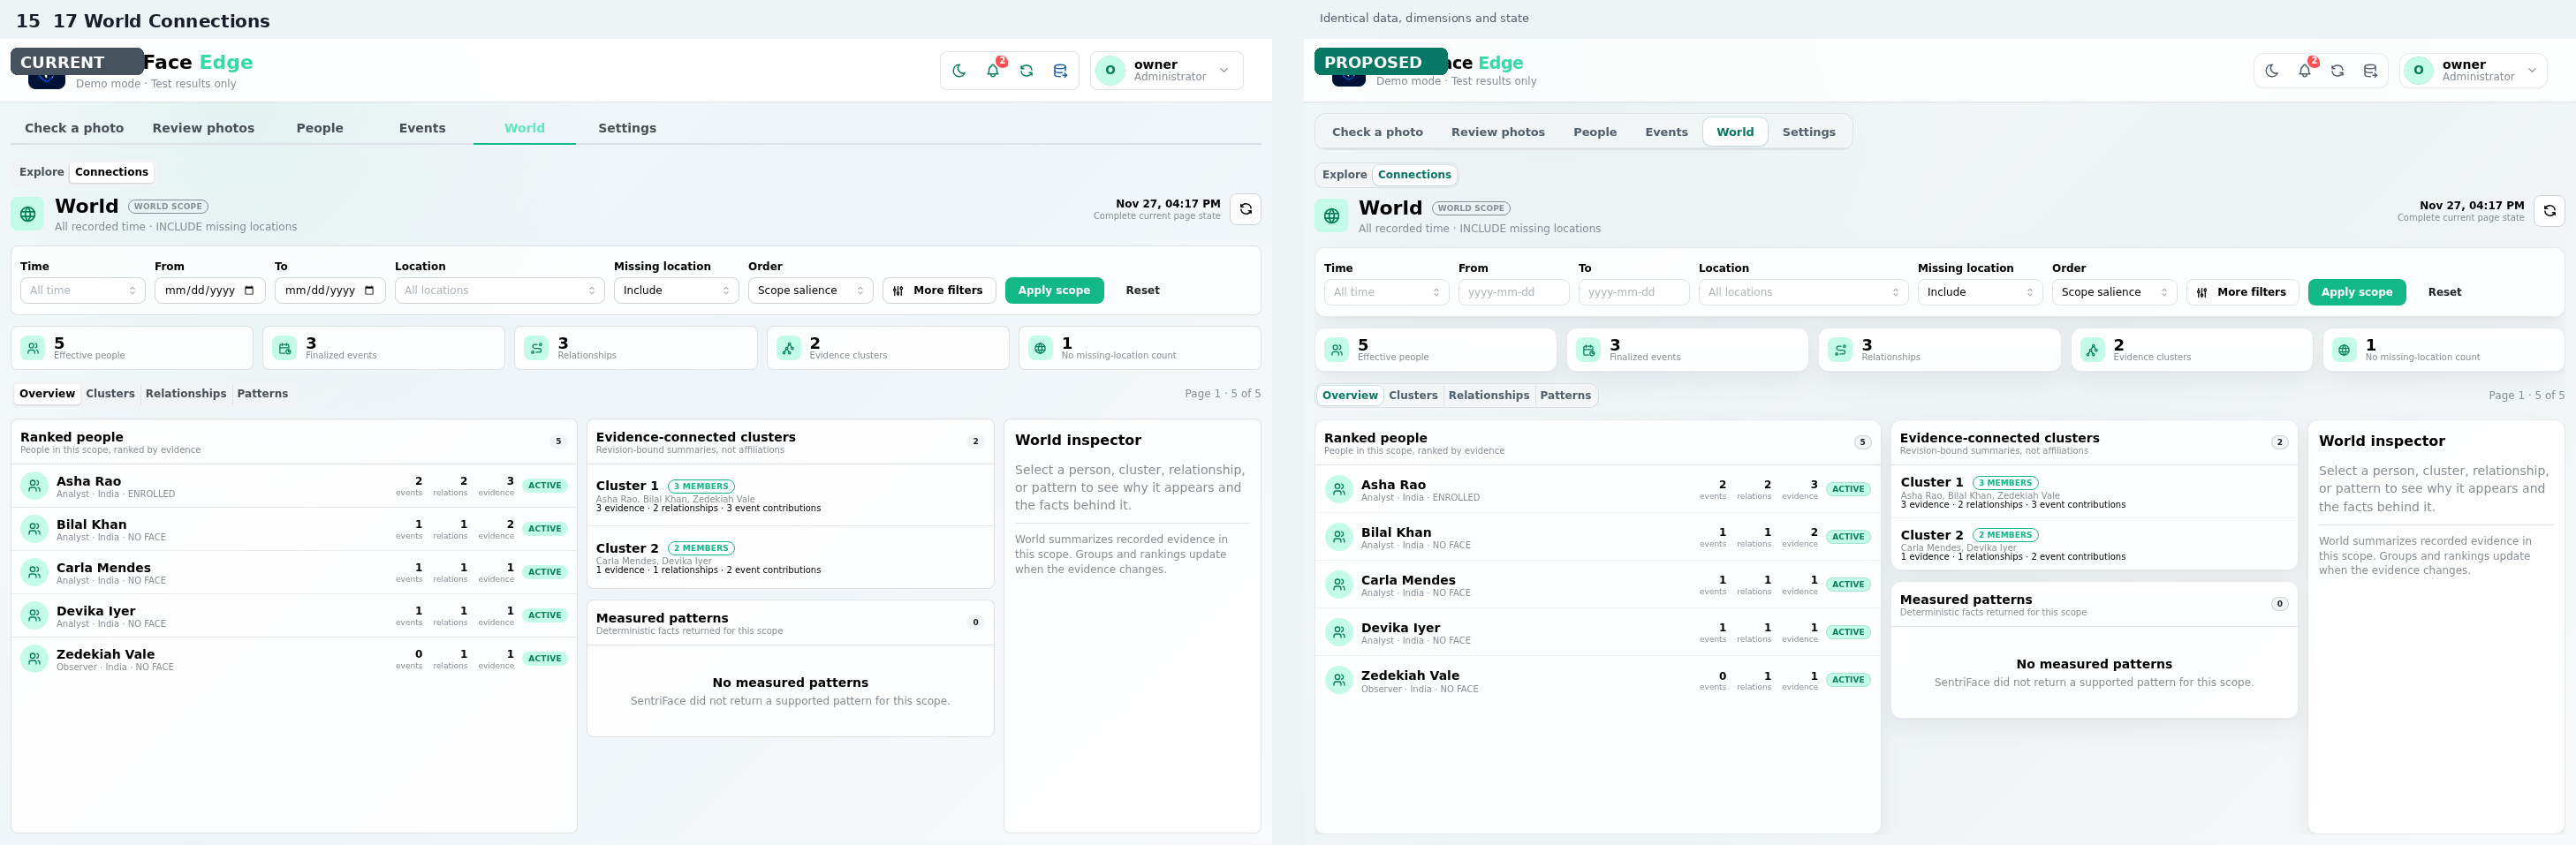 15 17 World Connections
Identical data, dimensions and state
CURRENT
Face Edge
Demo mode · Test results only
2
O
owner
Administrator
Check a photo
Review photos
People
Events
World
Settings
Explore
Connections
World
WORLD SCOPE
All recorded time · INCLUDE missing locations
Nov 27, 04:17 PM
Complete current page state
Time
From
To
Location
Missing location
Order
All time
mm/dd/yyyy
mm/dd/yyyy
All locations
Include
Scope salience
More filters
Apply scope
Reset
5
Effective people
3
Finalized events
3
Relationships
2
Evidence clusters
1
No missing-location count
Overview
Clusters
Relationships
Patterns
Page 1 · 5 of 5
Ranked people
People in this scope, ranked by evidence
5
Asha Rao
Analyst · India · ENROLLED
2 events
2 relations
3 evidence
ACTIVE
Bilal Khan
Analyst · India · NO FACE
1 events
1 relations
2 evidence
ACTIVE
Carla Mendes
Analyst · India · NO FACE
1 events
1 relations
1 evidence
ACTIVE
Devika Iyer
Analyst · India · NO FACE
1 events
1 relations
1 evidence
ACTIVE
Zedekiah Vale
Observer · India · NO FACE
0 events
1 relations
1 evidence
ACTIVE
Evidence-connected clusters
Revision-bound summaries, not affiliations
2
Cluster 1
3 MEMBERS
Asha Rao, Bilal Khan, Zedekiah Vale
3 evidence · 2 relationships · 3 event contributions
Cluster 2
2 MEMBERS
Carla Mendes, Devika Iyer
1 evidence · 1 relationships · 2 event contributions
Measured patterns
Deterministic facts returned for this scope
0
No measured patterns
SentriFace did not return a supported pattern for this scope.
World inspector
Select a person, cluster, relationship,
or pattern to see why it appears and
the facts behind it.
World summarizes recorded evidence in
this scope. Groups and rankings update
when the evidence changes.
PROPOSED
ace Edge
Demo mode · Test results only
2
O
owner
Administrator
Check a photo
Review photos
People
Events
World
Settings
Explore
Connections
World
WORLD SCOPE
All recorded time · INCLUDE missing locations
Nov 27, 04:17 PM
Complete current page state
Time
From
To
Location
Missing location
Order
All time
yyyy-mm-dd
yyyy-mm-dd
All locations
Include
Scope salience
More filters
Apply scope
Reset
5
Effective people
3
Finalized events
3
Relationships
2
Evidence clusters
1
No missing-location count
Overview
Clusters
Relationships
Patterns
Page 1 · 5 of 5
Ranked people
People in this scope, ranked by evidence
5
Asha Rao
Analyst · India · ENROLLED
2 events
2 relations
3 evidence
ACTIVE
Bilal Khan
Analyst · India · NO FACE
1 events
1 relations
2 evidence
ACTIVE
Carla Mendes
Analyst · India · NO FACE
1 events
1 relations
1 evidence
ACTIVE
Devika Iyer
Analyst · India · NO FACE
1 events
1 relations
1 evidence
ACTIVE
Zedekiah Vale
Observer · India · NO FACE
0 events
1 relations
1 evidence
ACTIVE
Evidence-connected clusters
Revision-bound summaries, not affiliations
2
Cluster 1
3 MEMBERS
Asha Rao, Bilal Khan, Zedekiah Vale
3 evidence · 2 relationships · 3 event contributions
Cluster 2
2 MEMBERS
Carla Mendes, Devika Iyer
1 evidence · 1 relationships · 2 event contributions
Measured patterns
Deterministic facts returned for this scope
0
No measured patterns
SentriFace did not return a supported pattern for this scope.
World inspector
Select a person, cluster, relationship,
or pattern to see why it appears and
the facts behind it.
World summarizes recorded evidence in
this scope. Groups and rankings update
when the evidence changes.